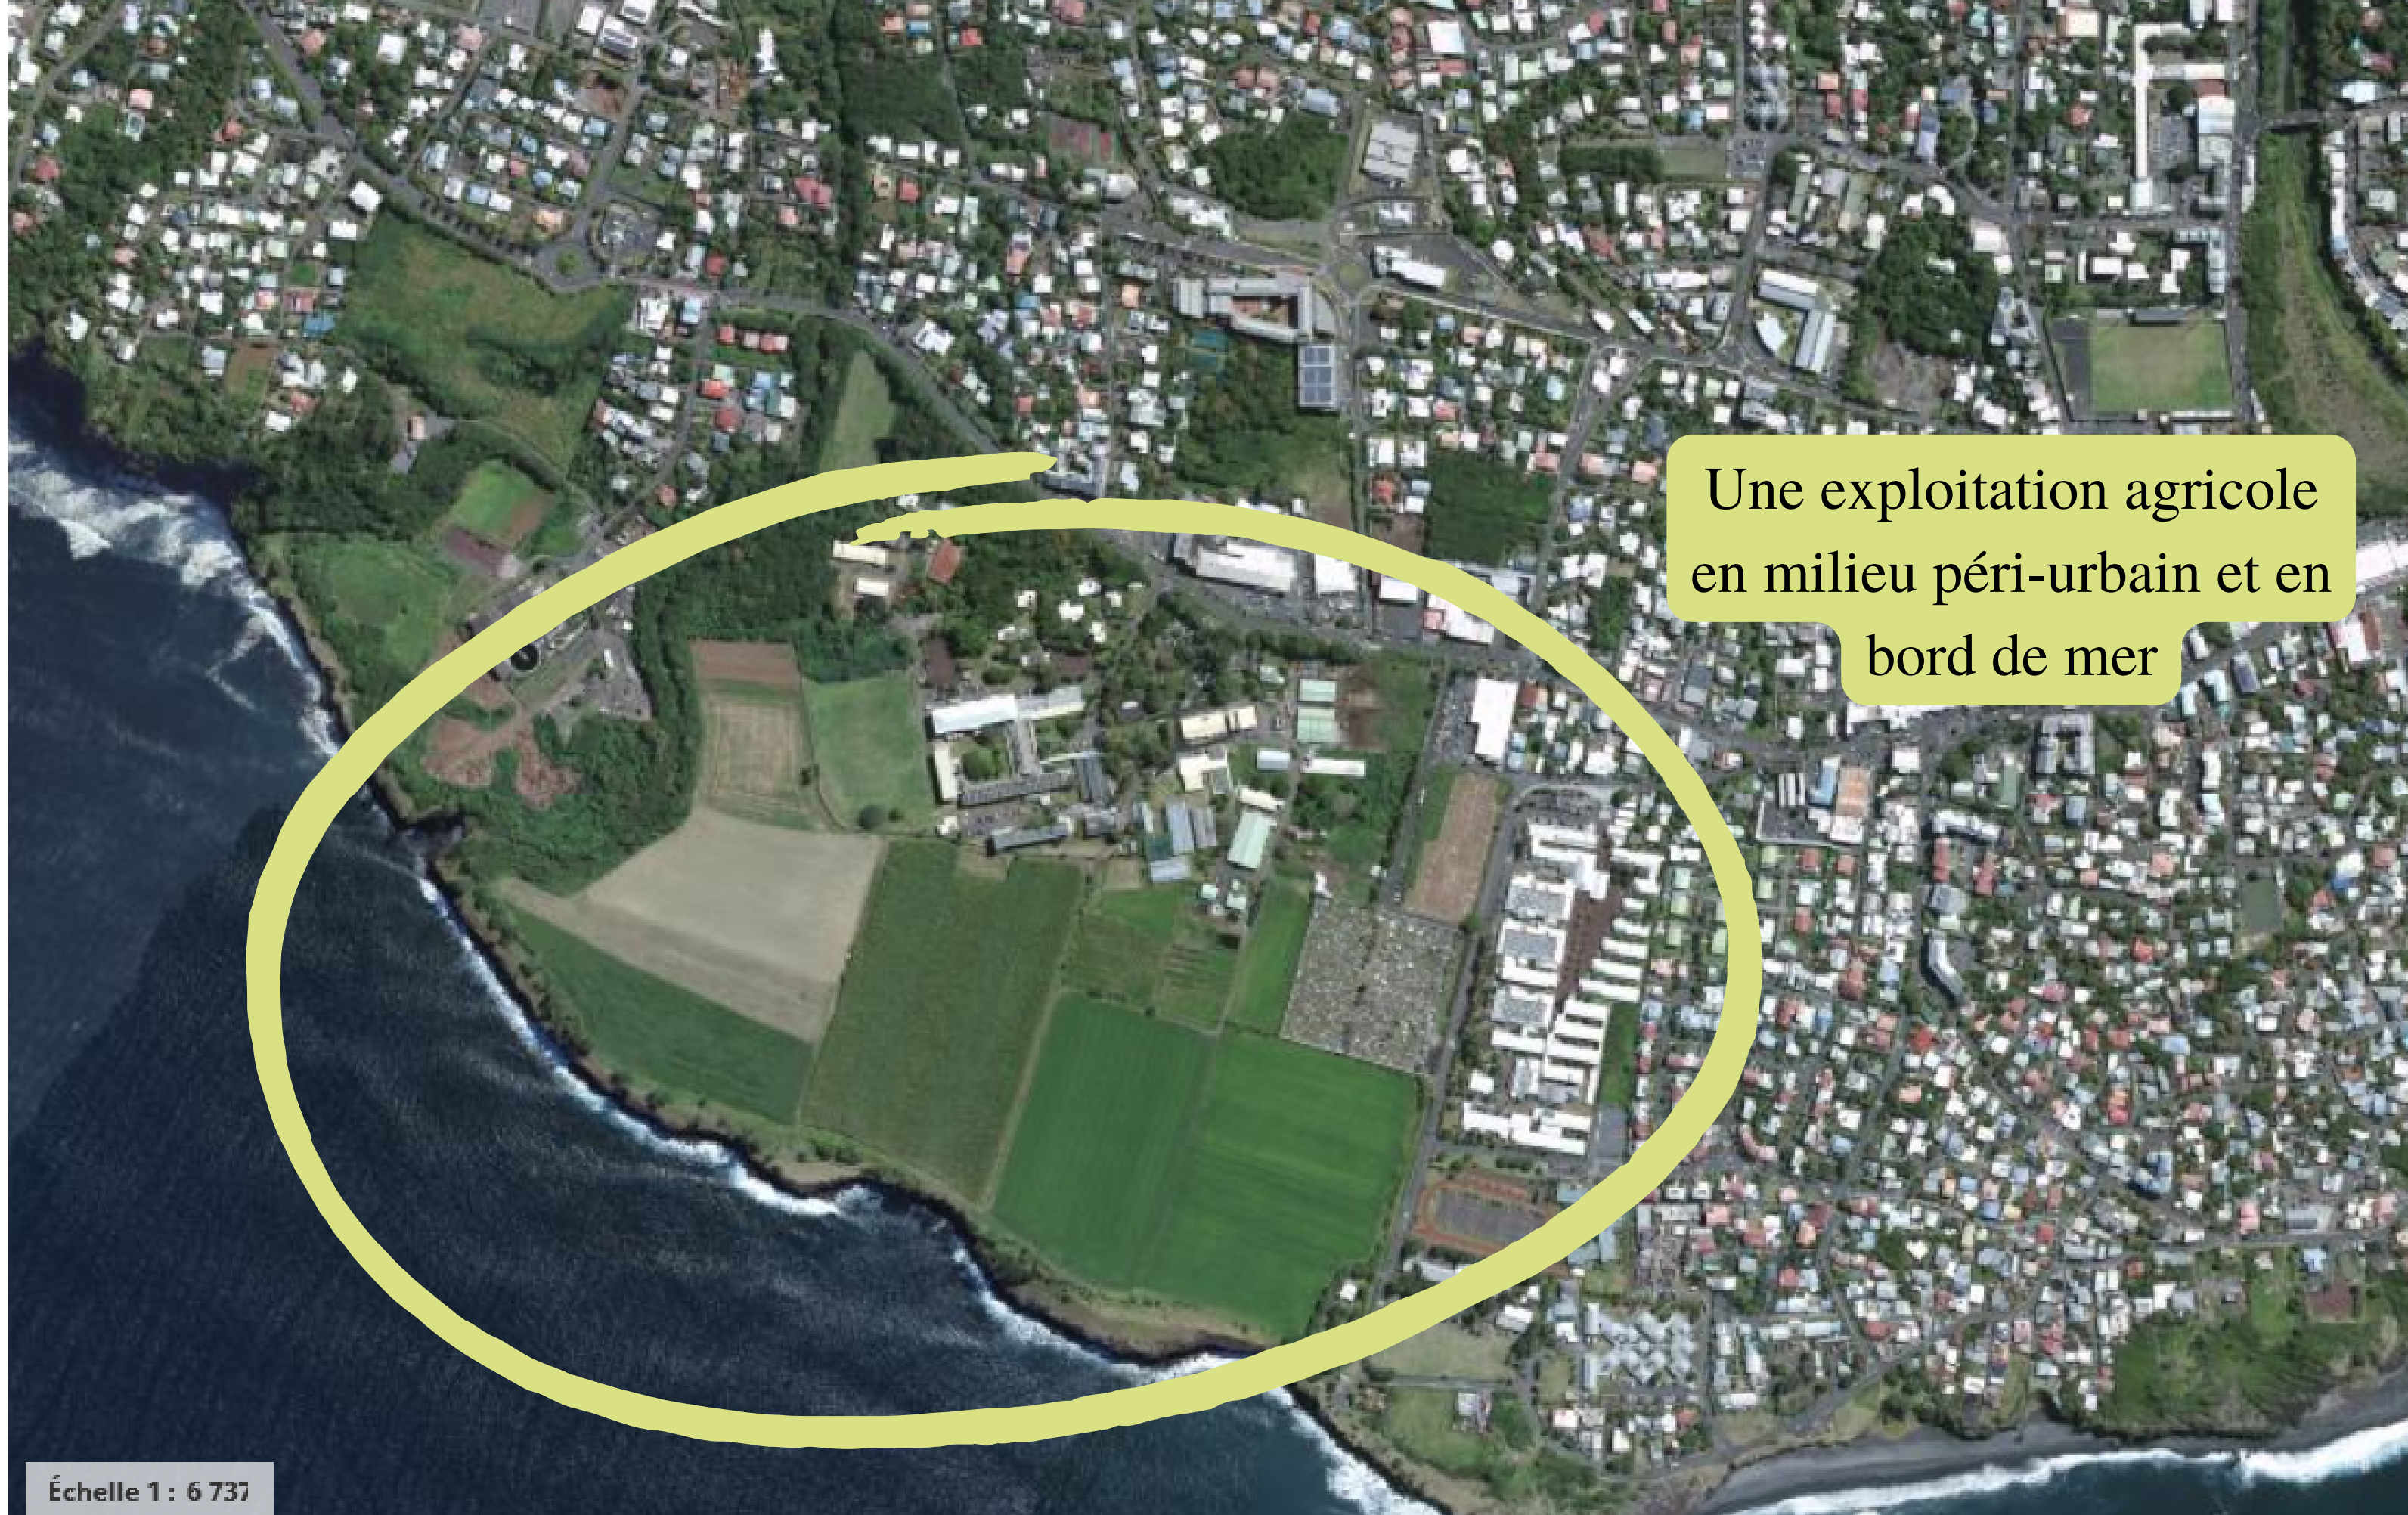 Une exploitation agricole
en milieu péri-urbain et en
bord de mer
Échelle 1 : 6 737